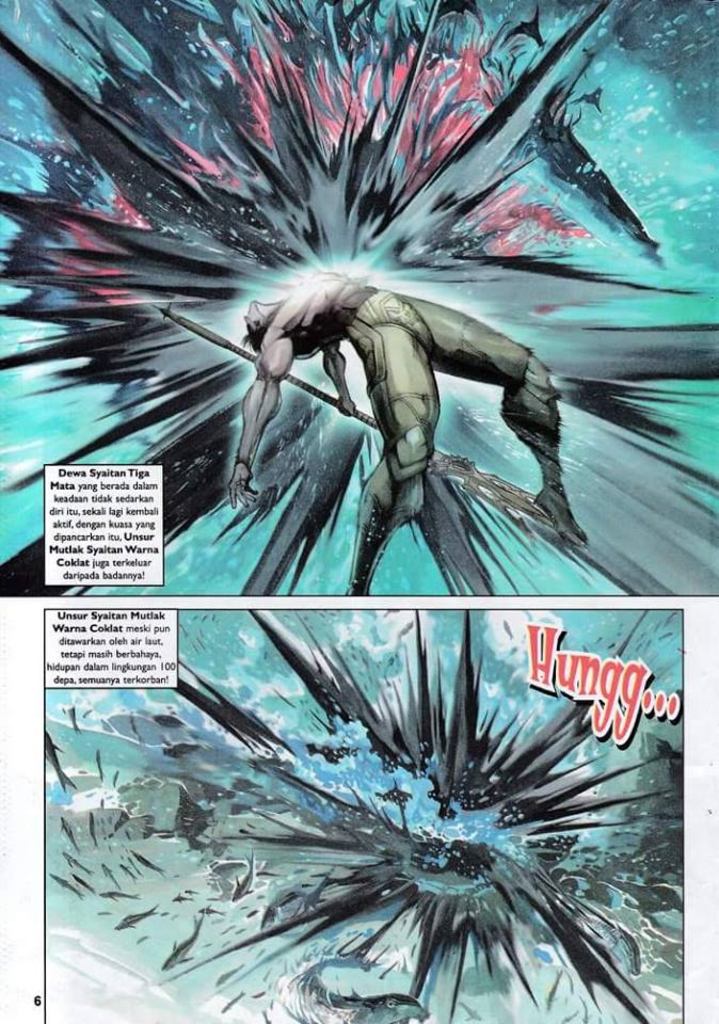 Dewa Syaitan Tiga
Mata yang berada dalam
keadaan tidak sedarkan
diri itu, sekali lagi kembali
aktif, dengan kuasa yang
dipancarkan itu, Unsur
Mutlak Syaitan Warna
Coklat juga terkeluar
daripada badannya!
Unsur Syaitan Mutlak
Warna Coklat meski pun
ditawarkan oleh air laut,
tetapi masih berbahaya,
hidupan dalam lingkungan 100
depa, semuanya terkorban!
Hungg...
6